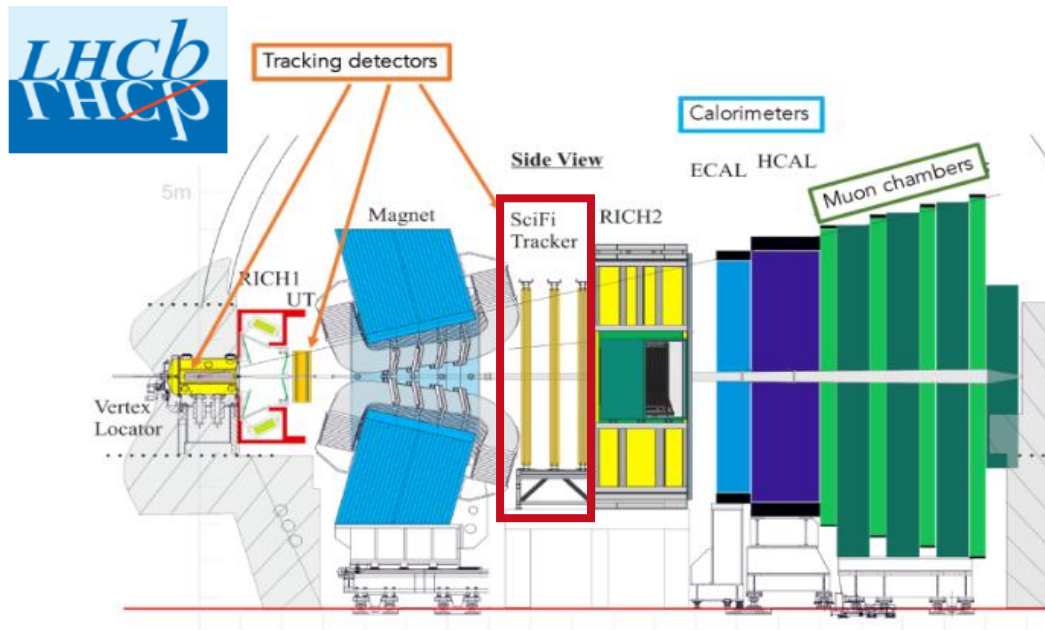 LHCb
LHCb
Tracking detectors
Calorimeters
Side View
ECAL
HCAL
Muon chambers
5m
Magnet
SciFi
Tracker
RICH2
RICH1
UT
Vertex
Locator